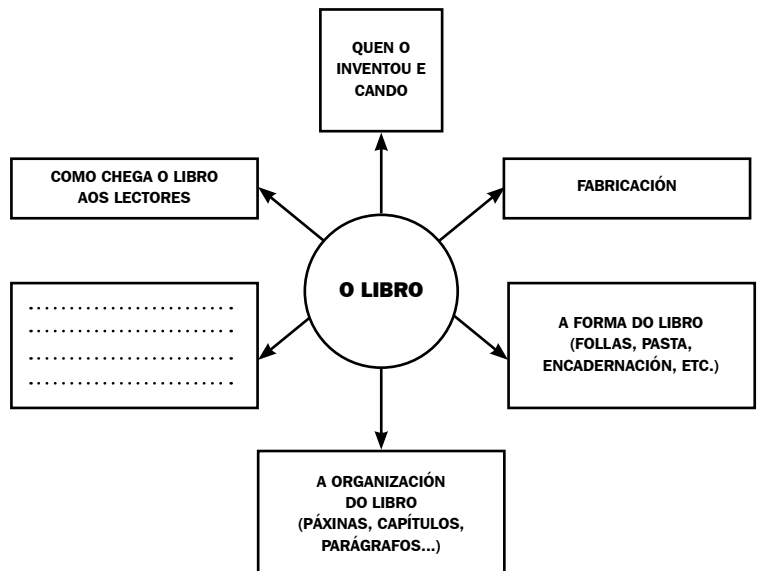 QUEN O
INVENTOU E
CANDO
COMO CHEGA O LIBRO
AOS LECTORES
FABRICACIÓN
O LIBRO
A FORMA DO LIBRO
(FOLLAS, PASTA,
ENCADERNACIÓN, ETC.)
A ORGANIZACIÓN
DO LIBRO
(PÁXINAS, CAPÍTULOS,
PARÁGRAFOS...)